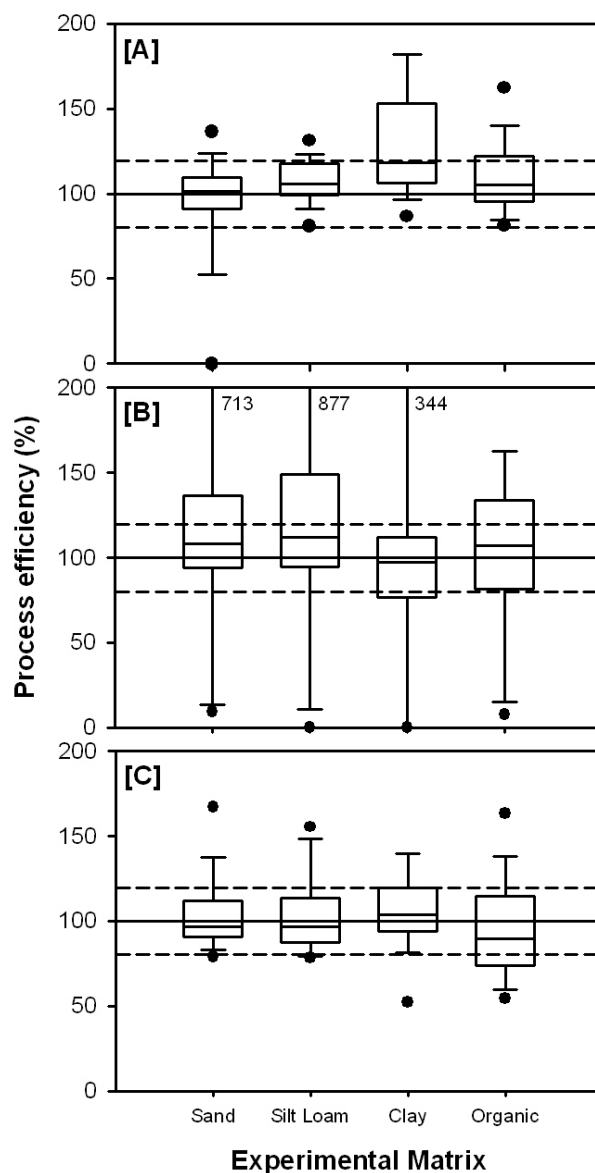 Process efficiency (%)
200
[A]
150
100
50
0
200
[B]
713
877
344
150
100
50
0
200
[C]
150
100
50
0
Sand
Silt Loam
Clay
Organic
Experimental Matrix